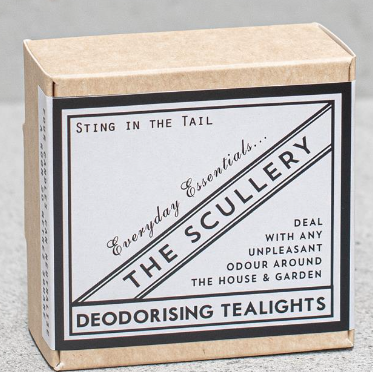 STING IN THE TAIL
Everyday Essentials...
THE SCULLERY
DEAL
WITH ANY
UNPLEASANT
ODOUR AROUND
THE HOUSE & GARDEN
DEODORISING TEALIGHTS